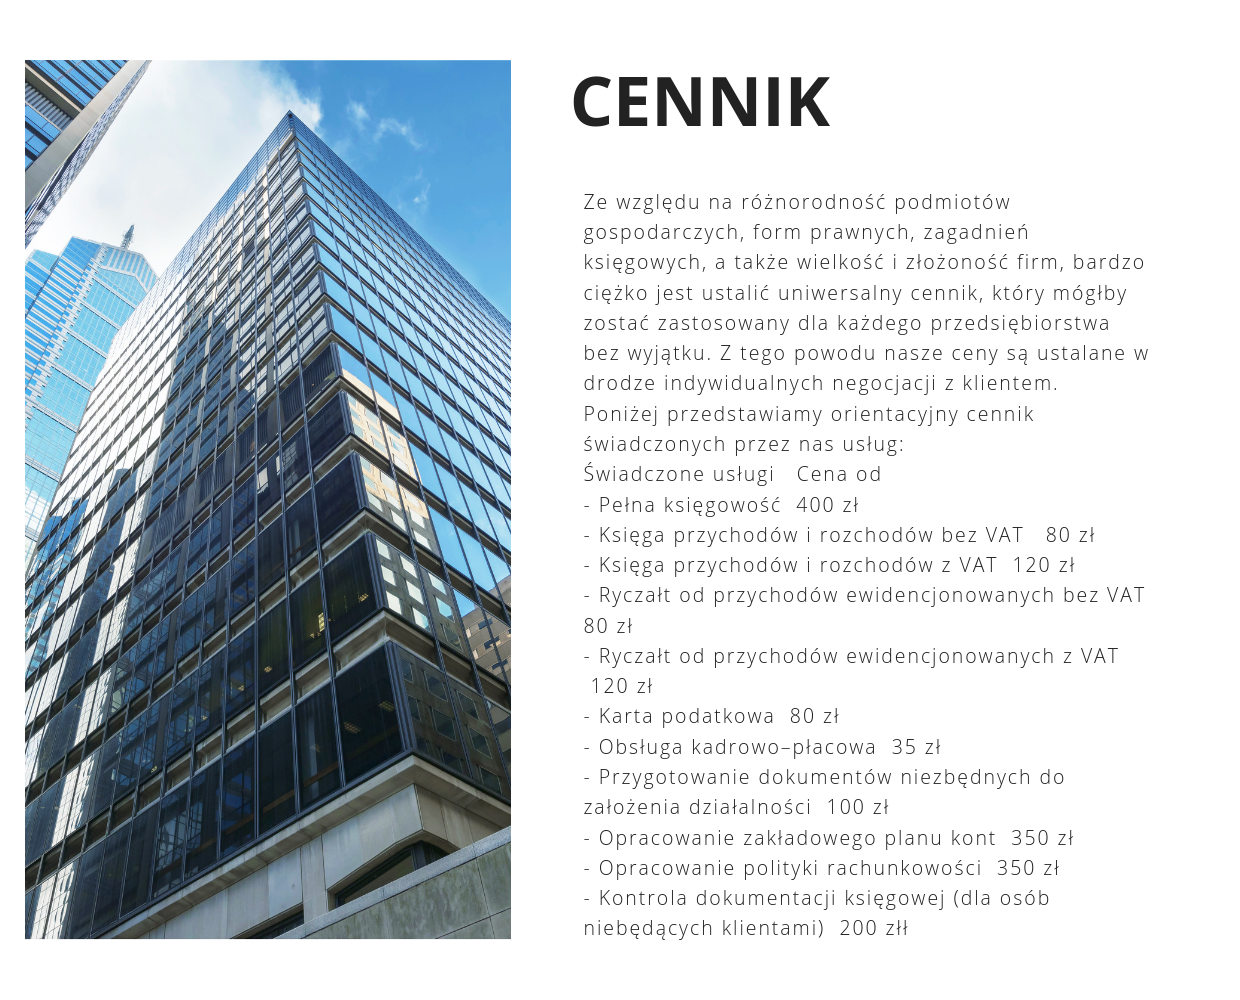 CENNIK
Ze względu na różnorodność podmiotów
gospodarczych, form prawnych, zagadnień
księgowych, a także wielkość i złożoność firm, bardzo
ciężko jest ustalić uniwersalny cennik, który mógłby
zostać zastosowany dla każdego przedsiębiorstwa
bez wyjątku. Z tego powodu nasze ceny są ustalane w
drodze indywidualnych negocjacji z klientem.
Poniżej przedstawiamy orientacyjny cennik
świadczonych przez nas usług:
Świadczone usługi   Cena od
- Pełna księgowość  400 zł
- Księga przychodów i rozchodów bez VAT   80 zł
- Księga przychodów i rozchodów z VAT  120 zł
- Ryczałt od przychodów ewidencjonowanych bez VAT
80 zł
- Ryczałt od przychodów ewidencjonowanych z VAT
120 zł
- Karta podatkowa  80 zł
- Obsługa kadrowo–płacowa  35 zł
- Przygotowanie dokumentów niezbędnych do
założenia działalności  100 zł
- Opracowanie zakładowego planu kont  350 zł
- Opracowanie polityki rachunkowości  350 zł
- Kontrola dokumentacji księgowej (dla osób
niebędących klientami)  200 złł